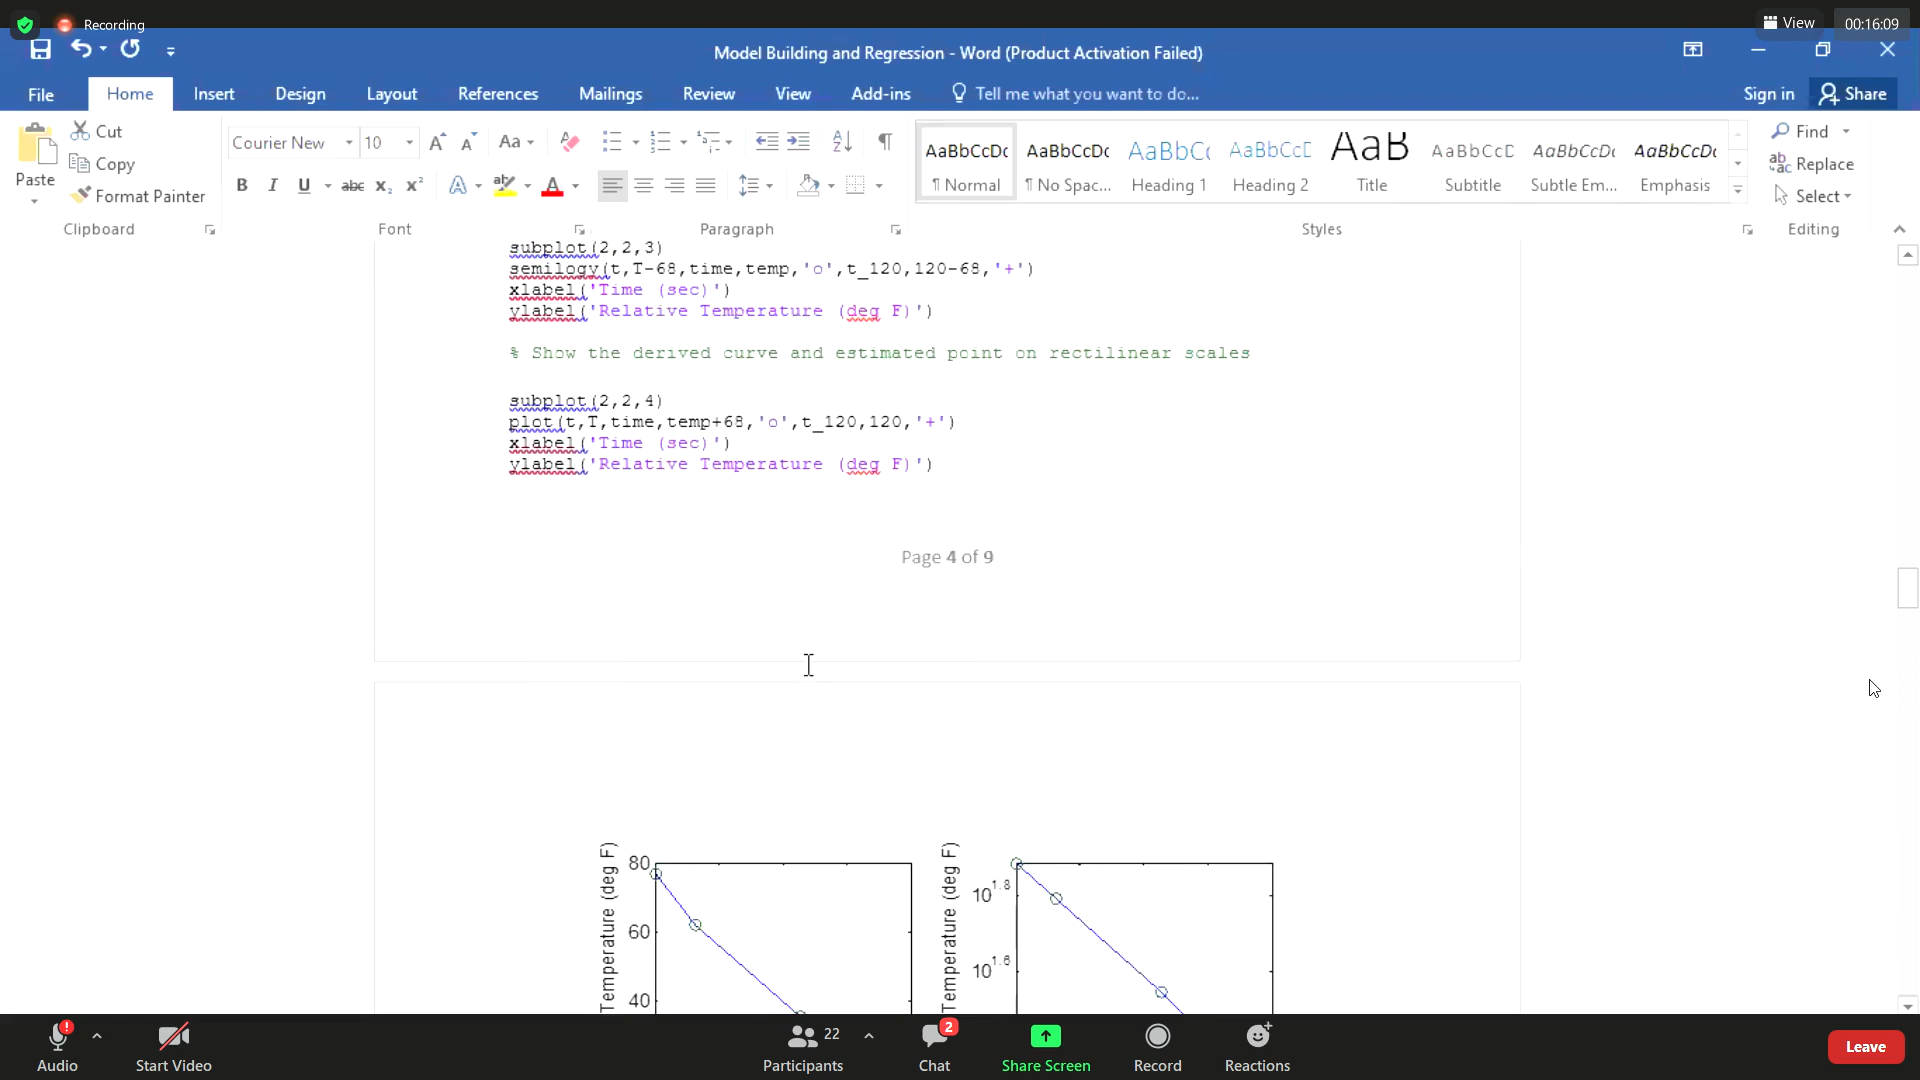 Recording
View
00:16:09
Model Building and Regression - Word (Product Activation Failed)
File Home Insert Design Layout References Mailings Review View Add-ins Tell me what you want to do... Sign in Share
Paste
Cut
Copy
Format Painter
Clipboard
Courier New 10
Aa
B I U abc x₂ x²
A
Font
Paragraph
AaBbCcDc AaBbCcDc AaBbC AaBbCcD AaB AaBbCcD AaBbCcDc AaBbCcDc
¶ Normal ¶ No Spac... Heading 1 Heading 2 Title Subtitle Subtle Em... Emphasis
Styles
Find
Replace
Select
Editing
subplot(2,2,3)
semilogy(t,T-68,time,temp,'o',t_120,120-68,'+')
xlabel('Time (sec)')
ylabel('Relative Temperature (deg F)')
% Show the derived curve and estimated point on rectilinear scales
subplot(2,2,4)
plot(t,T,time,temp+68,'o',t_120,120,'+')
xlabel('Time (sec)')
ylabel('Relative Temperature (deg F)')
Page 4 of 9
Temperature (deg F)
80
60
40
Temperature (deg F)
10^1.8
10^1.6
Audio
Start Video
22
Participants
2
Chat
Share Screen
Record
Reactions
Leave